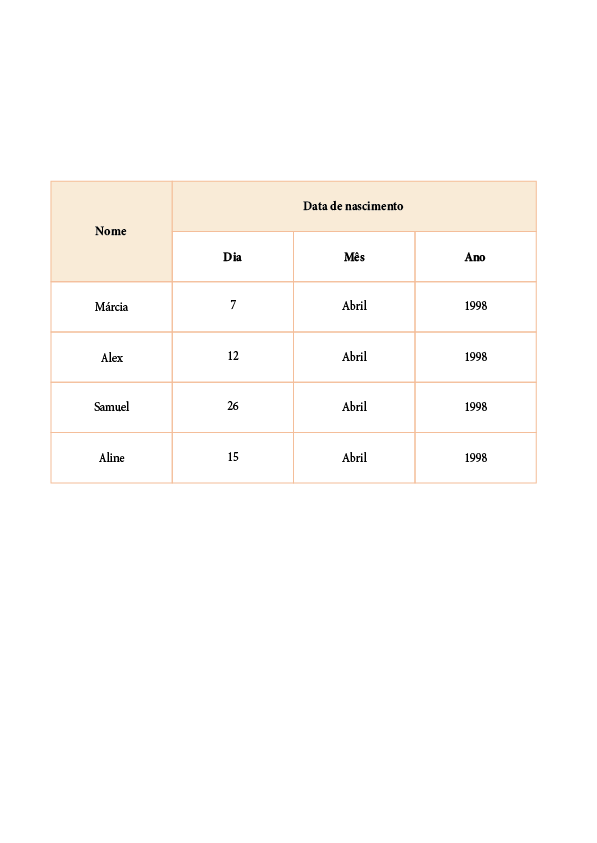 Nome Data de nascimento
Dia Mês Ano
Márcia 7 Abril 1998
Alex 12 Abril 1998
Samuel 26 Abril 1998
Aline 15 Abril 1998